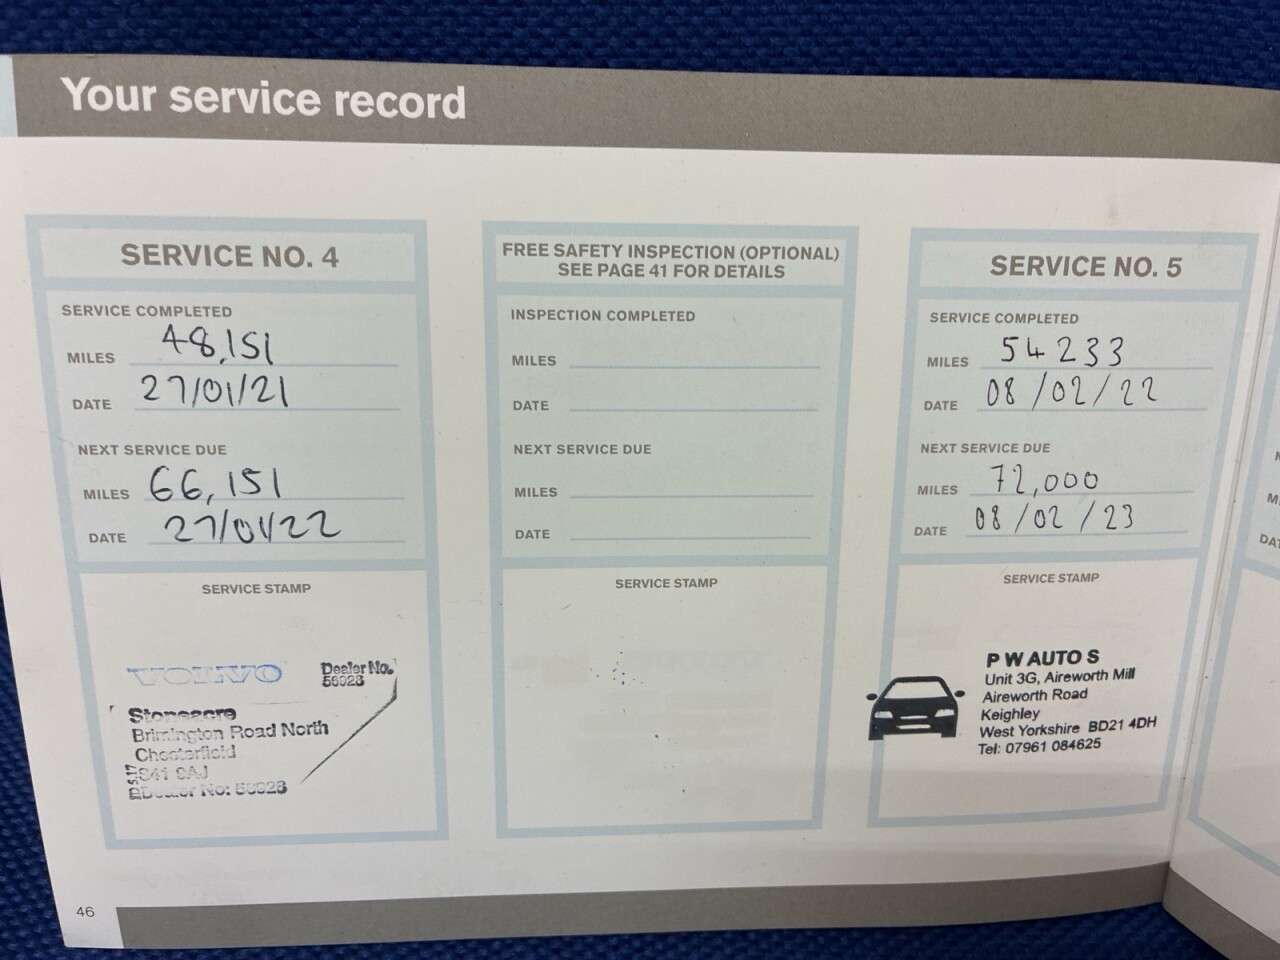 Your service record
SERVICE NO. 4
SERVICE COMPLETED
MILES 48,151
DATE 27/01/21
NEXT SERVICE DUE
MILES 66,151
DATE 27/01/22
SERVICE STAMP
VOLVO
Dealer No.
56023
Stoneacre
Brimington Road North
Chesterfield
S41 9AJ
FREE SAFETY INSPECTION (OPTIONAL)
SEE PAGE 41 FOR DETAILS
INSPECTION COMPLETED
MILES
DATE
NEXT SERVICE DUE
MILES
DATE
SERVICE STAMP
SERVICE NO. 5
SERVICE COMPLETED
MILES 54233
DATE 08/02/22
NEXT SERVICE DUE
MILES 72,000
DATE 08/02/23
SERVICE STAMP
P W AUTO S
Unit 3G, Aireworth Mill
Aireworth Road
Keighley
West Yorkshire BD21 4DH
Tel: 07961 084625
46